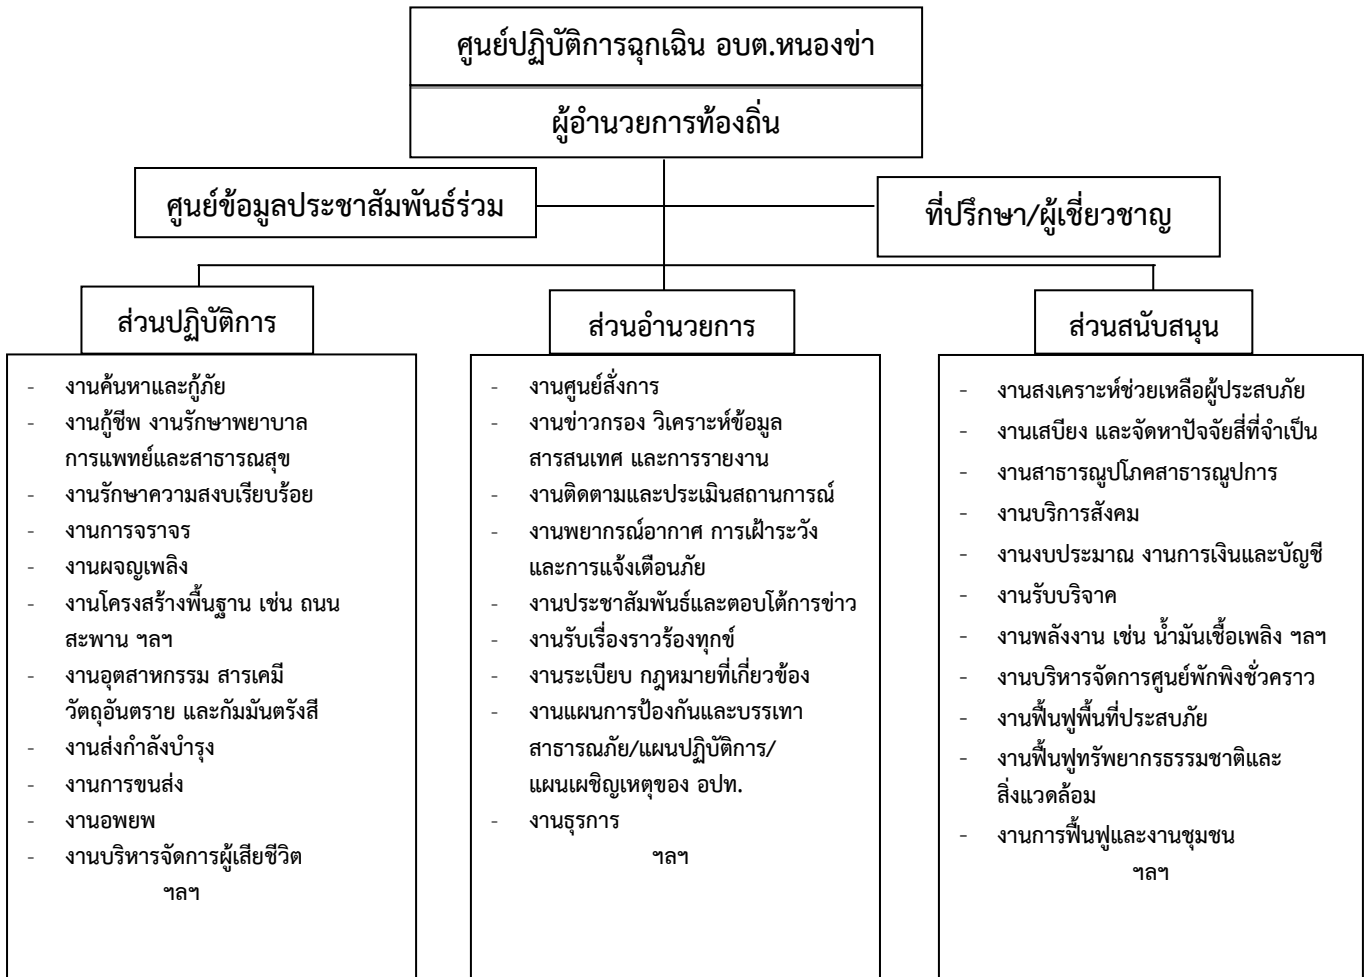 ศูนย์ปฏิบัติการฉุกเฉิน อบต.หนองข่า
ผู้อำนวยการท้องถิ่น
ศูนย์ข้อมูลประชาสัมพันธ์ร่วม
ที่ปรึกษา/ผู้เชี่ยวชาญ
ส่วนปฏิบัติการ
- งานค้นหาและกู้ภัย
- งานกู้ชีพ งานรักษาพยาบาล
การแพทย์และสาธารณสุข
- งานรักษาความสงบเรียบร้อย
- งานการจราจร
- งานผจญเพลิง
- งานโครงสร้างพื้นฐาน เช่น ถนน
สะพาน ฯลฯ
- งานอุตสาหกรรม สารเคมี
วัตถุอันตราย และกัมมันตรังสี
- งานส่งกำลังบำรุง
- งานการขนส่ง
- งานอพยพ
- งานบริหารจัดการผู้เสียชีวิต
ฯลฯ
ส่วนอำนวยการ
- งานศูนย์สั่งการ
- งานข่าวกรอง วิเคราะห์ข้อมูล
สารสนเทศ และการรายงาน
- งานติดตามและประเมินสถานการณ์
- งานพยากรณ์อากาศ การเฝ้าระวัง
และการแจ้งเตือนภัย
- งานประชาสัมพันธ์และตอบโต้การข่าว
- งานรับเรื่องราวร้องทุกข์
- งานระเบียบ กฎหมายที่เกี่ยวข้อง
- งานแผนการป้องกันและบรรเทา
สาธารณภัย/แผนปฏิบัติการ/
แผนเผชิญเหตุของ อปท.
- งานธุรการ
ฯลฯ
ส่วนสนับสนุน
- งานสงเคราะห์ช่วยเหลือผู้ประสบภัย
- งานเสบียง และจัดหาปัจจัยสี่ที่จำเป็น
- งานสาธารณูปโภคสาธารณูปการ
- งานบริการสังคม
- งานงบประมาณ งานการเงินและบัญชี
- งานรับบริจาค
- งานพลังงาน เช่น น้ำมันเชื้อเพลิง ฯลฯ
- งานบริหารจัดการศูนย์พักพิงชั่วคราว
- งานฟื้นฟูพื้นที่ประสบภัย
- งานฟื้นฟูทรัพยากรธรรมชาติและ
สิ่งแวดล้อม
- งานการฟื้นฟูและงานชุมชน
ฯลฯ